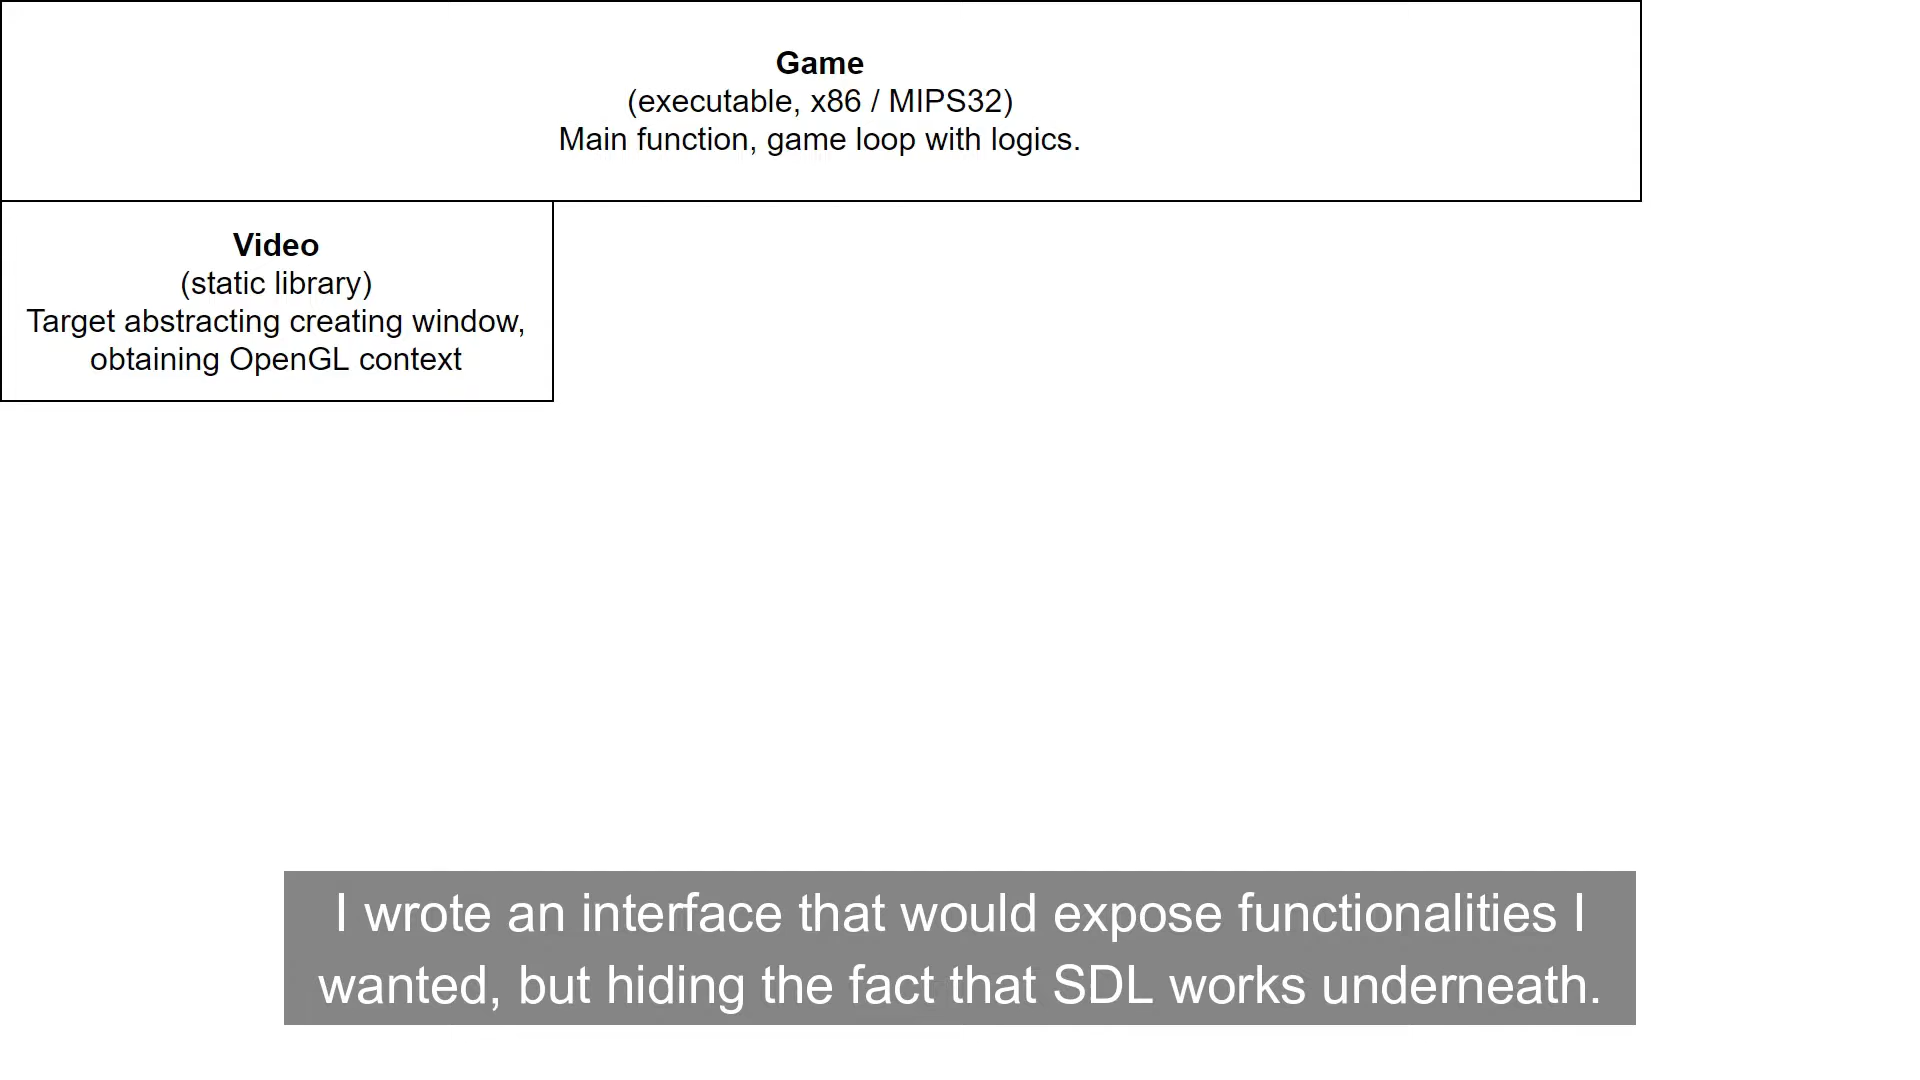 Game
(executable, x86 / MIPS32)
Main function, game loop with logics.
Video
(static library)
Target abstracting creating window,
obtaining OpenGL context
I wrote an interface that would expose functionalities I
wanted, but hiding the fact that SDL works underneath.